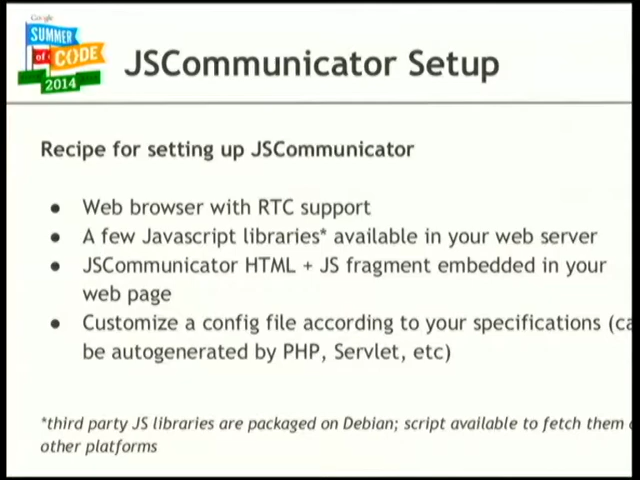 Google
SUMMER
of CODE
2014
JSCommunicator Setup
Recipe for setting up JSCommunicator
● Web browser with RTC support
● A few Javascript libraries* available in your web server
● JSCommunicator HTML + JS fragment embedded in your
web page
● Customize a config file according to your specifications (ca
be autogenerated by PHP, Servlet, etc)
*third party JS libraries are packaged on Debian; script available to fetch them
other platforms